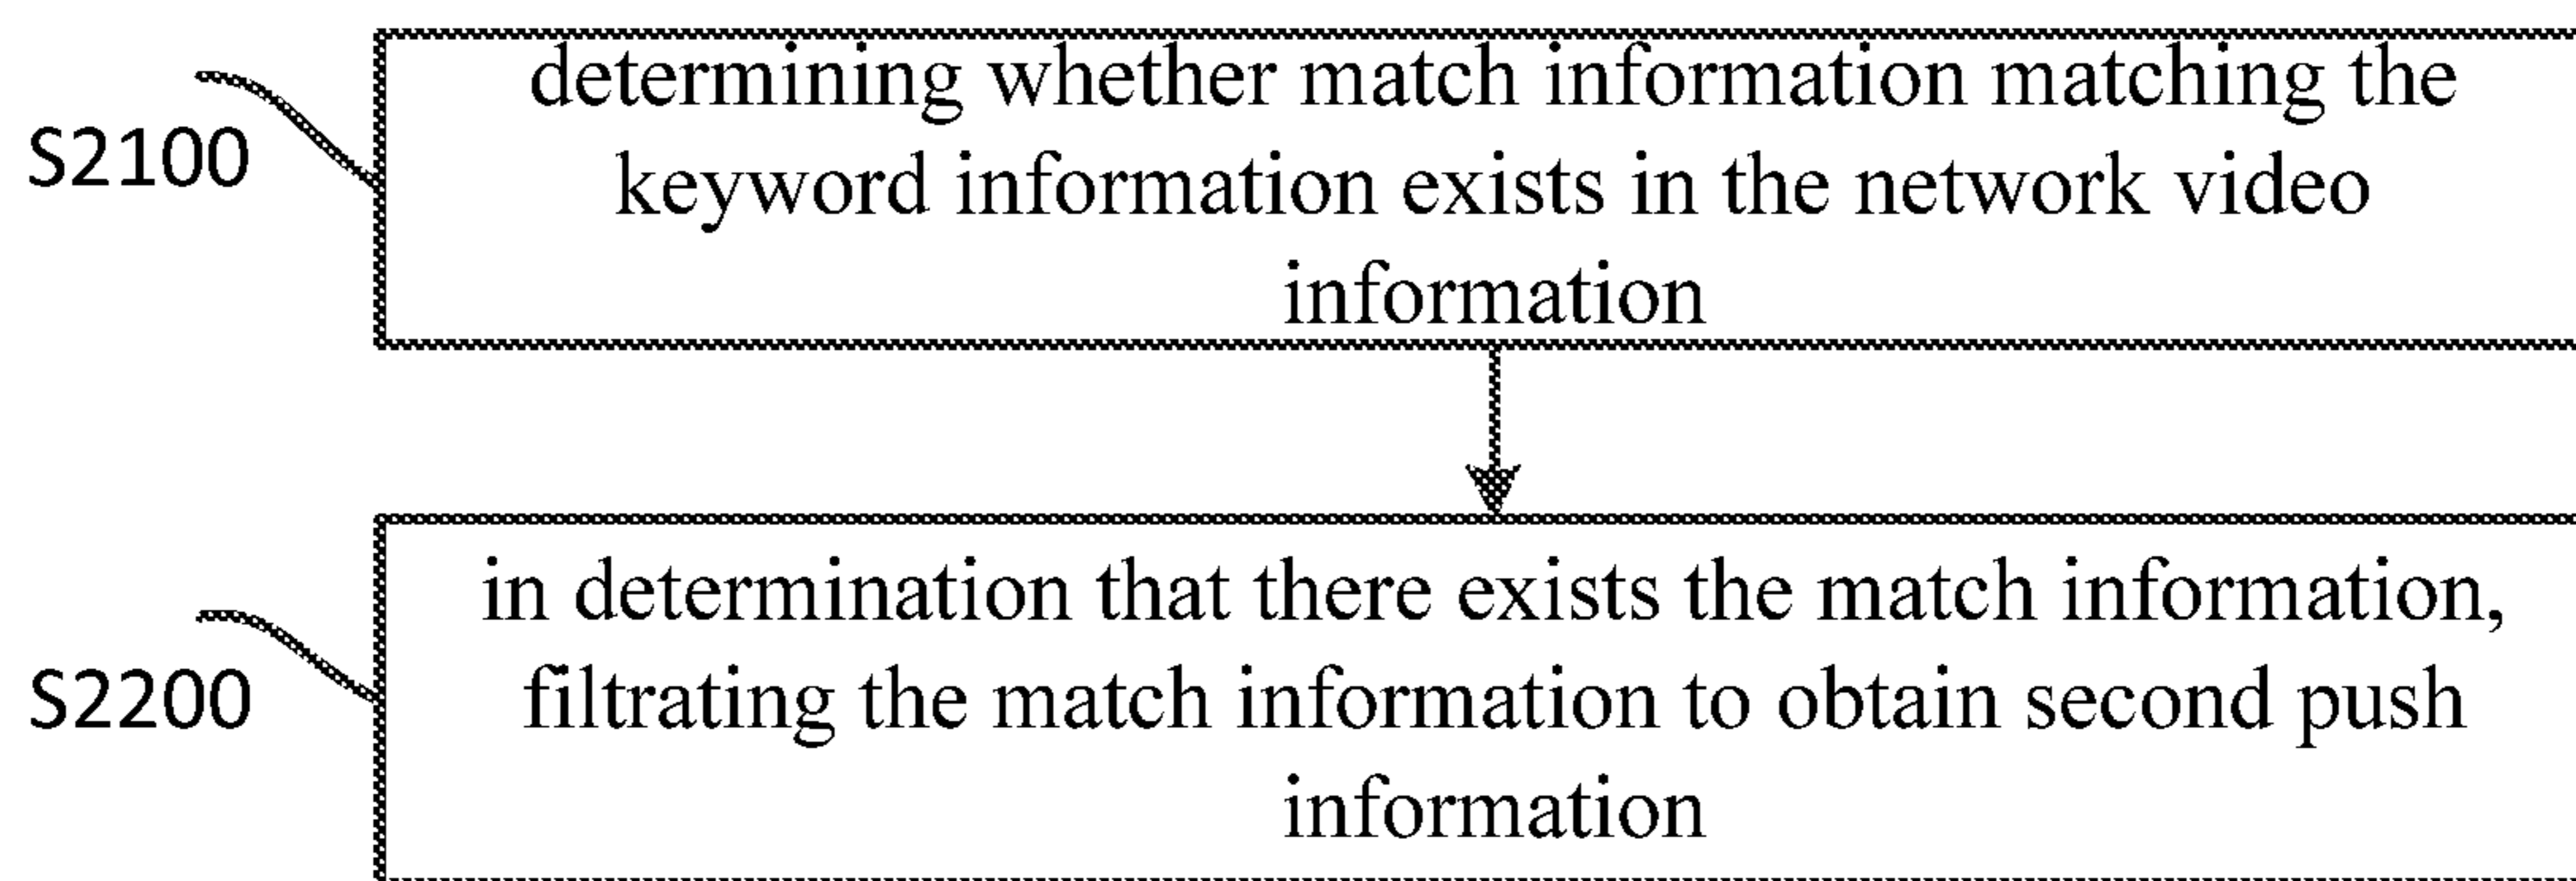 S2100
determining whether match information matching the
keyword information exists in the network video
information
S2200
in determination that there exists the match information,
filtrating the match information to obtain second push
information